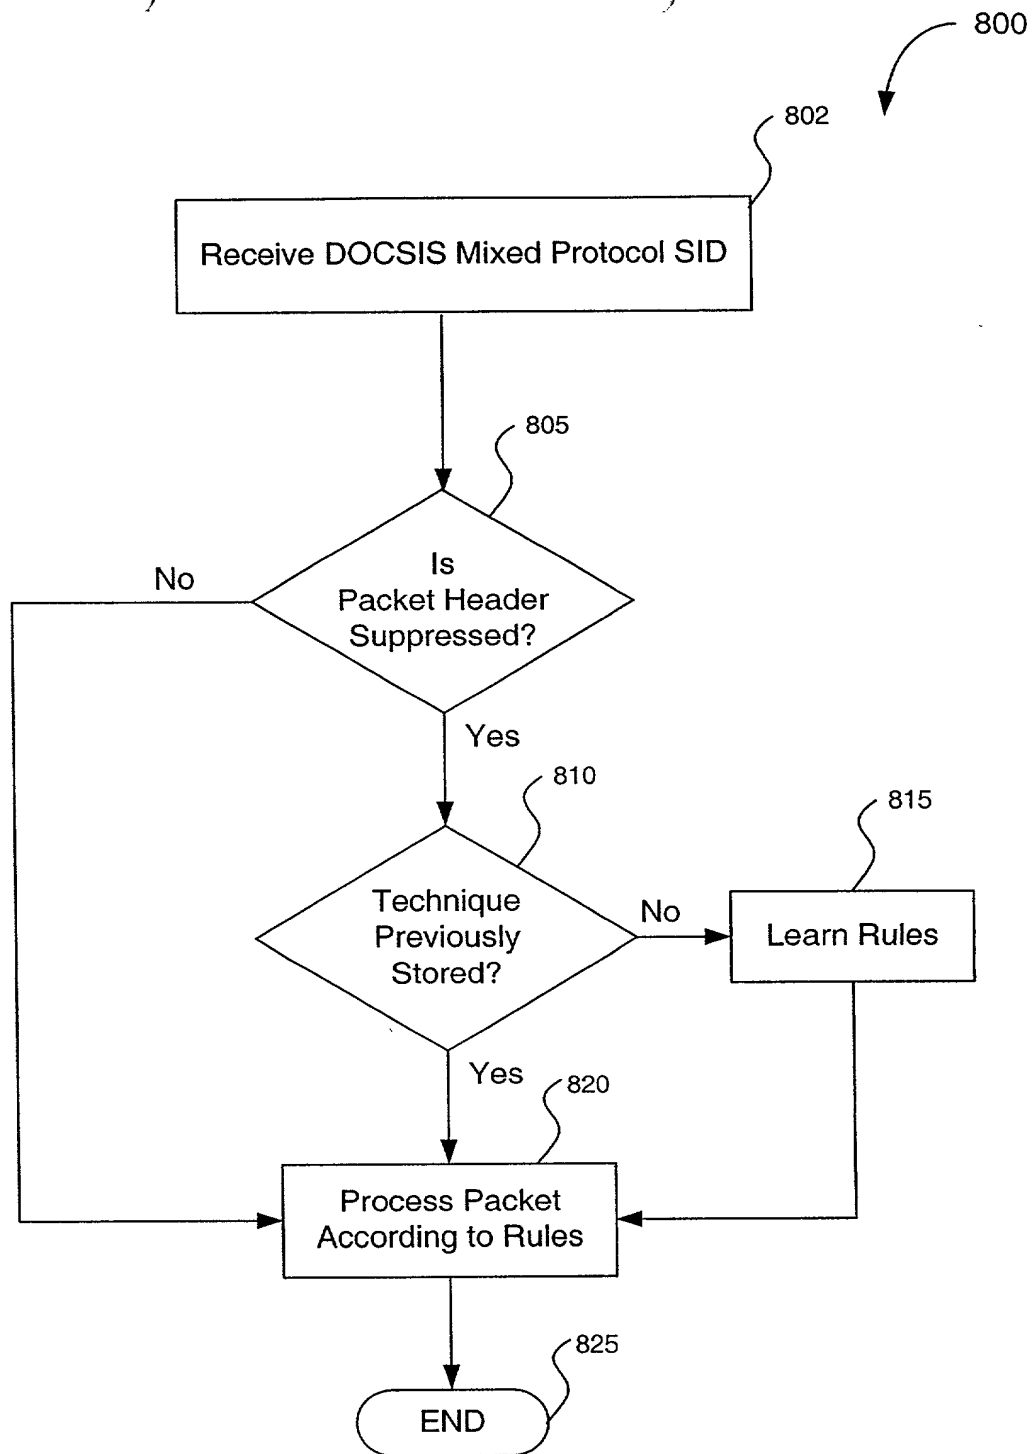 800
802
Receive DOCSIS Mixed Protocol SID
805
Is
Packet Header
Suppressed?
No
Yes
810
Technique
Previously
Stored?
No
815
Learn Rules
Yes
820
Process Packet
According to Rules
825
END